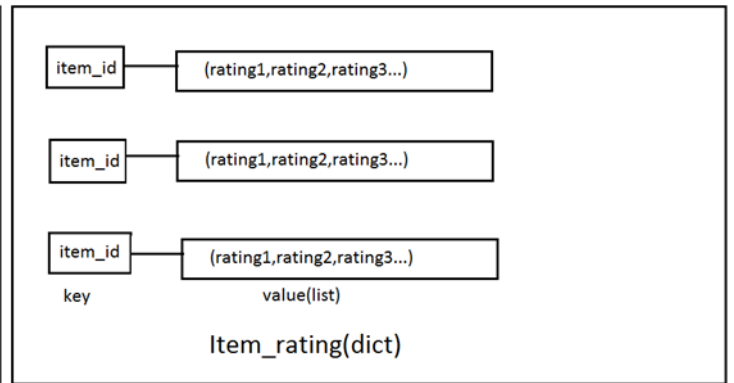 item_id (rating1,rating2,rating3...)
item_id (rating1,rating2,rating3...)
item_id (rating1,rating2,rating3...)
key value(list)
Item_rating(dict)